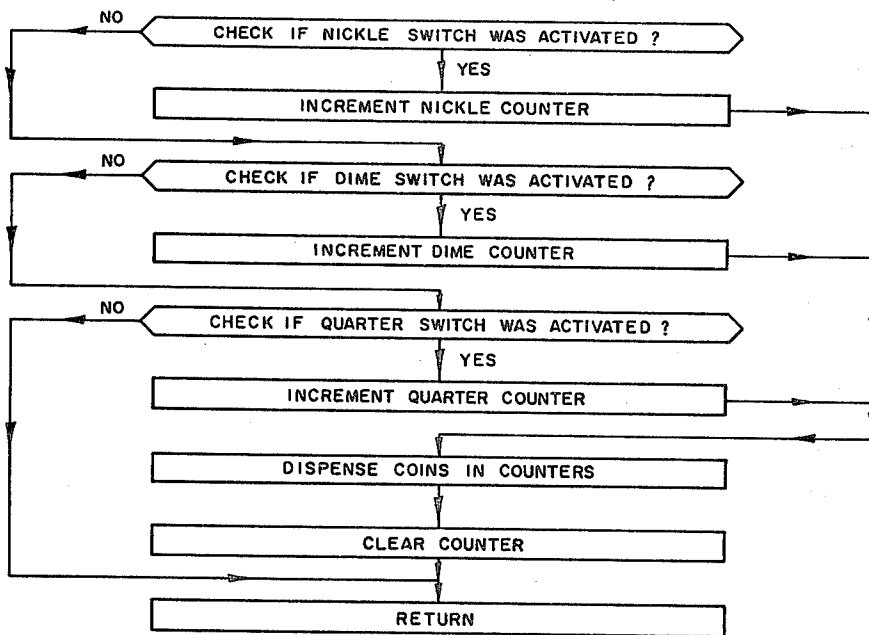 NO
CHECK IF NICKLE SWITCH WAS ACTIVATED ?
YES
INCREMENT NICKLE COUNTER
NO
CHECK IF DIME SWITCH WAS ACTIVATED ?
YES
INCREMENT DIME COUNTER
NO
CHECK IF QUARTER SWITCH WAS ACTIVATED ?
YES
INCREMENT QUARTER COUNTER
DISPENSE COINS IN COUNTERS
CLEAR COUNTER
RETURN